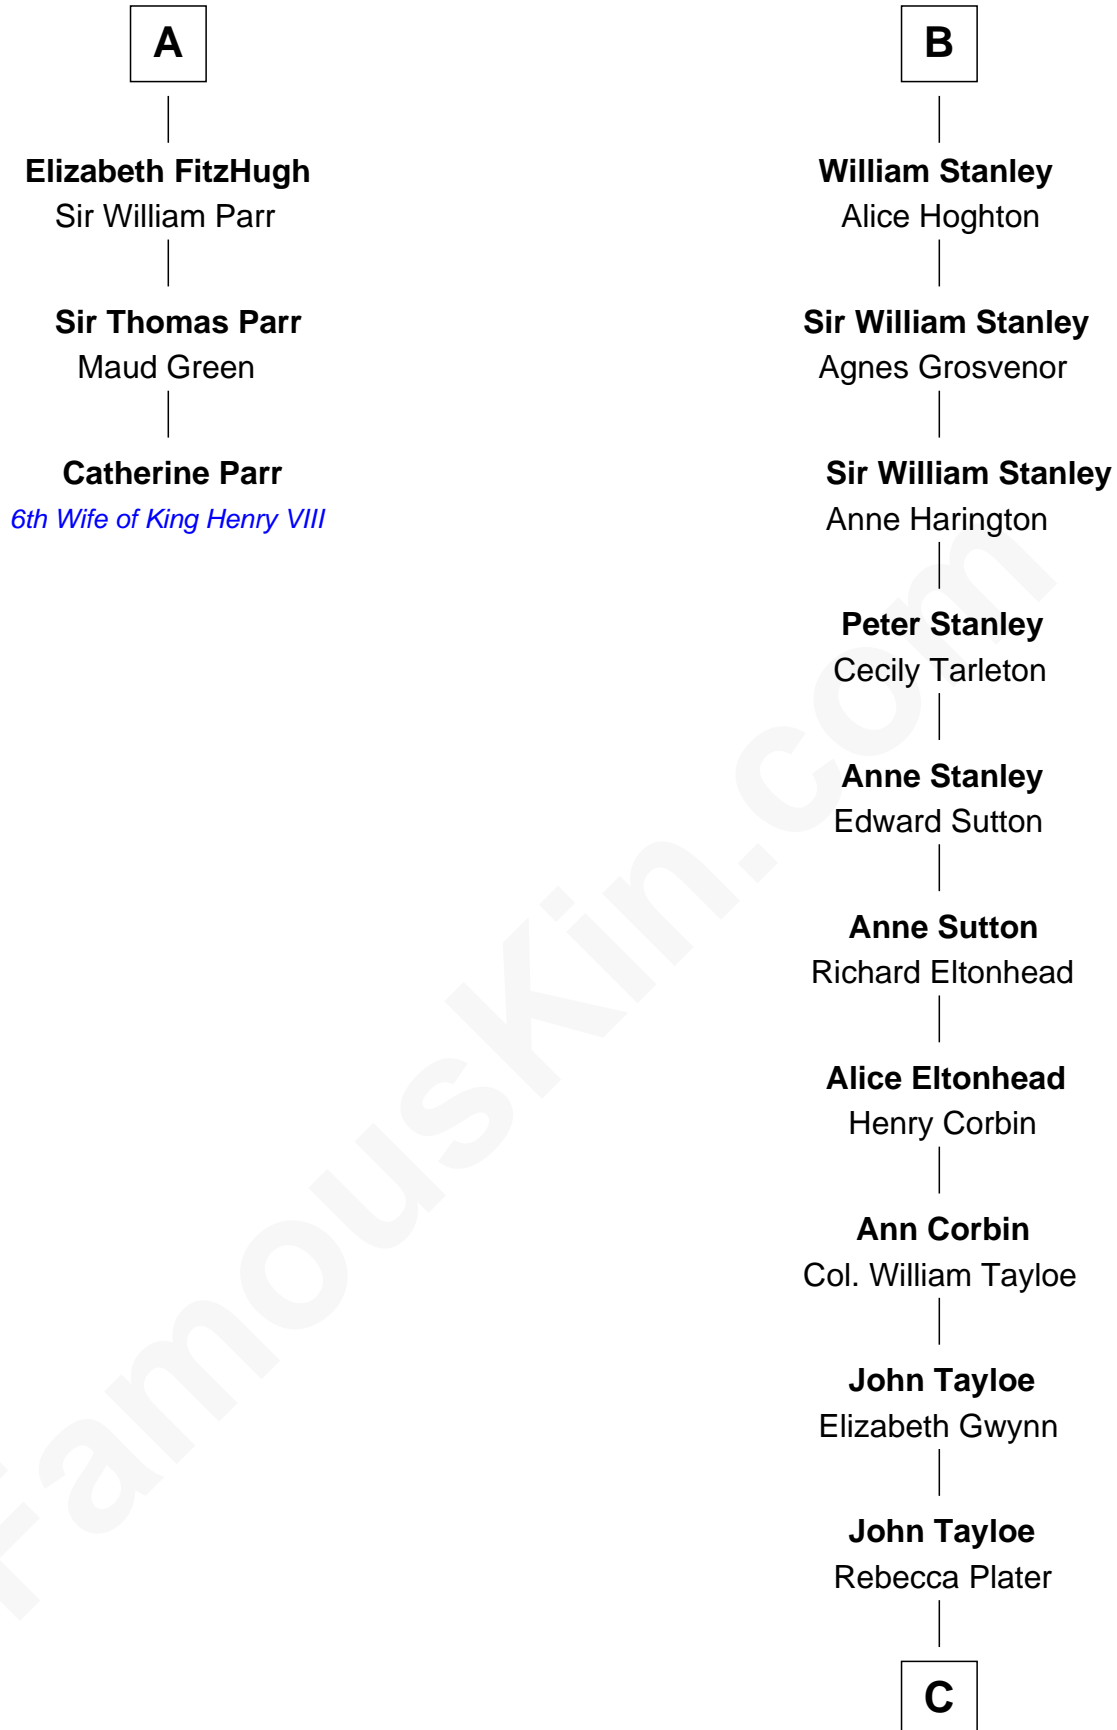 A
Elizabeth FitzHugh
Sir William Parr
Sir Thomas Parr
Maud Green
Catherine Parr
6th Wife of King Henry VIII
B
William Stanley
Alice Hoghton
Sir William Stanley
Agnes Grosvenor
Sir William Stanley
Anne Harington
Peter Stanley
Cecily Tarleton
Anne Stanley
Edward Sutton
Anne Sutton
Richard Eltonhead
Alice Eltonhead
Henry Corbin
Ann Corbin
Col. William Tayloe
John Tayloe
Elizabeth Gwynn
John Tayloe
Rebecca Plater
C
FamousKin.com